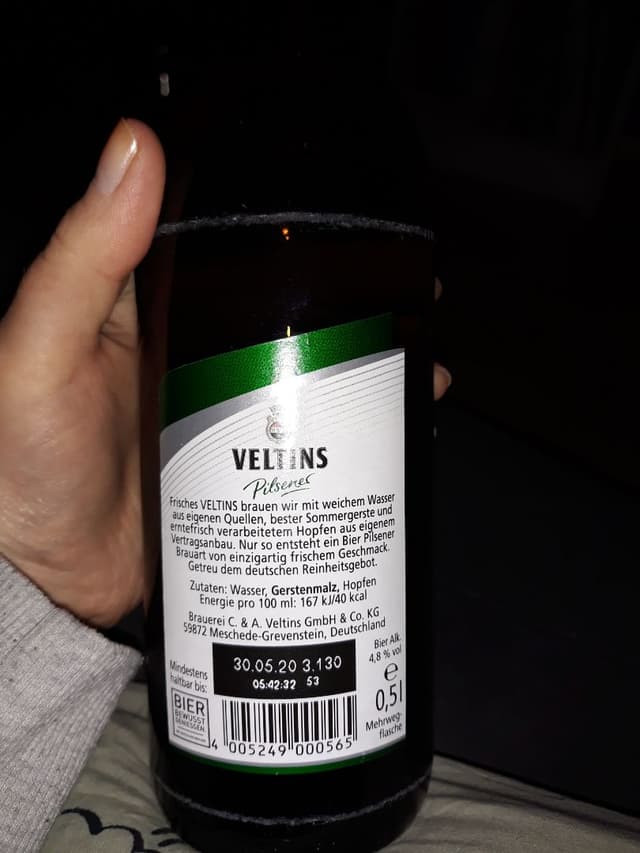 VELTINS
Pilsener
Frisches VELTINS brauen wir mit weichem Wasser
aus eigenen Quellen, bester Sommergerste und
erntefrisch verarbeitetem Hopfen aus eigenem
Vertragsanbau. Nur so entsteht ein Bier Pilsener
Brauart von einzigartig frischem Geschmack.
Getreu dem deutschen Reinheitsgebot.
Zutaten: Wasser, Gerstenmalz, Hopfen
Energie pro 100 ml: 167 kJ/40 kcal
Brauerei C. & A. Veltins GmbH & Co. KG
59872 Meschede-Grevenstein, Deutschland
Mindestens
haltbar bis:
30.05.20 3.130
05:42:32 53
Bier Alk.
4,8 % vol
e
0,5 l
Mehrweg-
flasche
BIER
BEWUSST
GENIESSEN
4 005249 000565